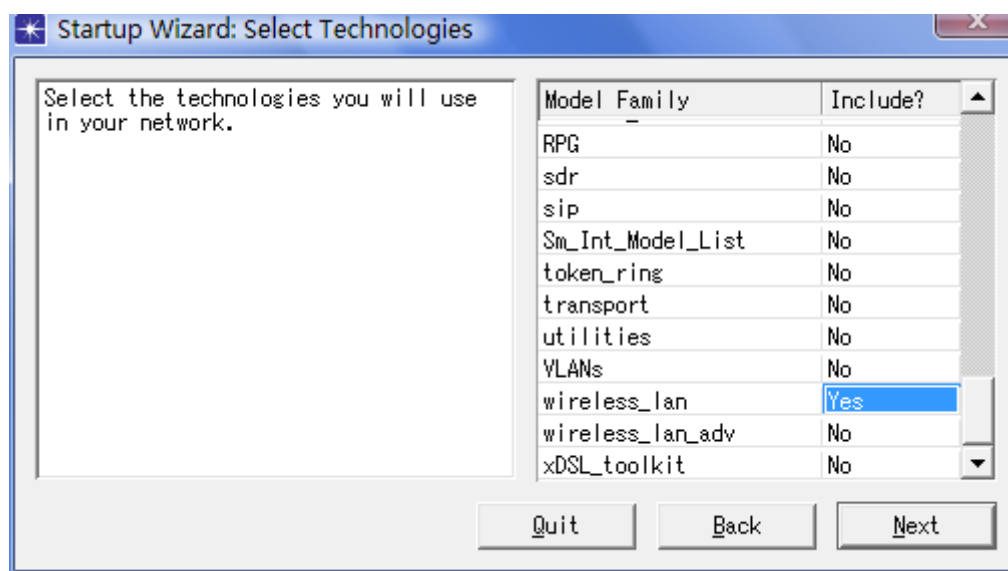 Startup Wizard: Select Technologies
Select the technologies you will use
in your network.
Model Family Include?
RPG No
sdr No
sip No
Sm_Int_Model_List No
token_ring No
transport No
utilities No
VLANs No
wireless_lan Yes
wireless_lan_adv No
xDSL_toolkit No
Quit Back Next